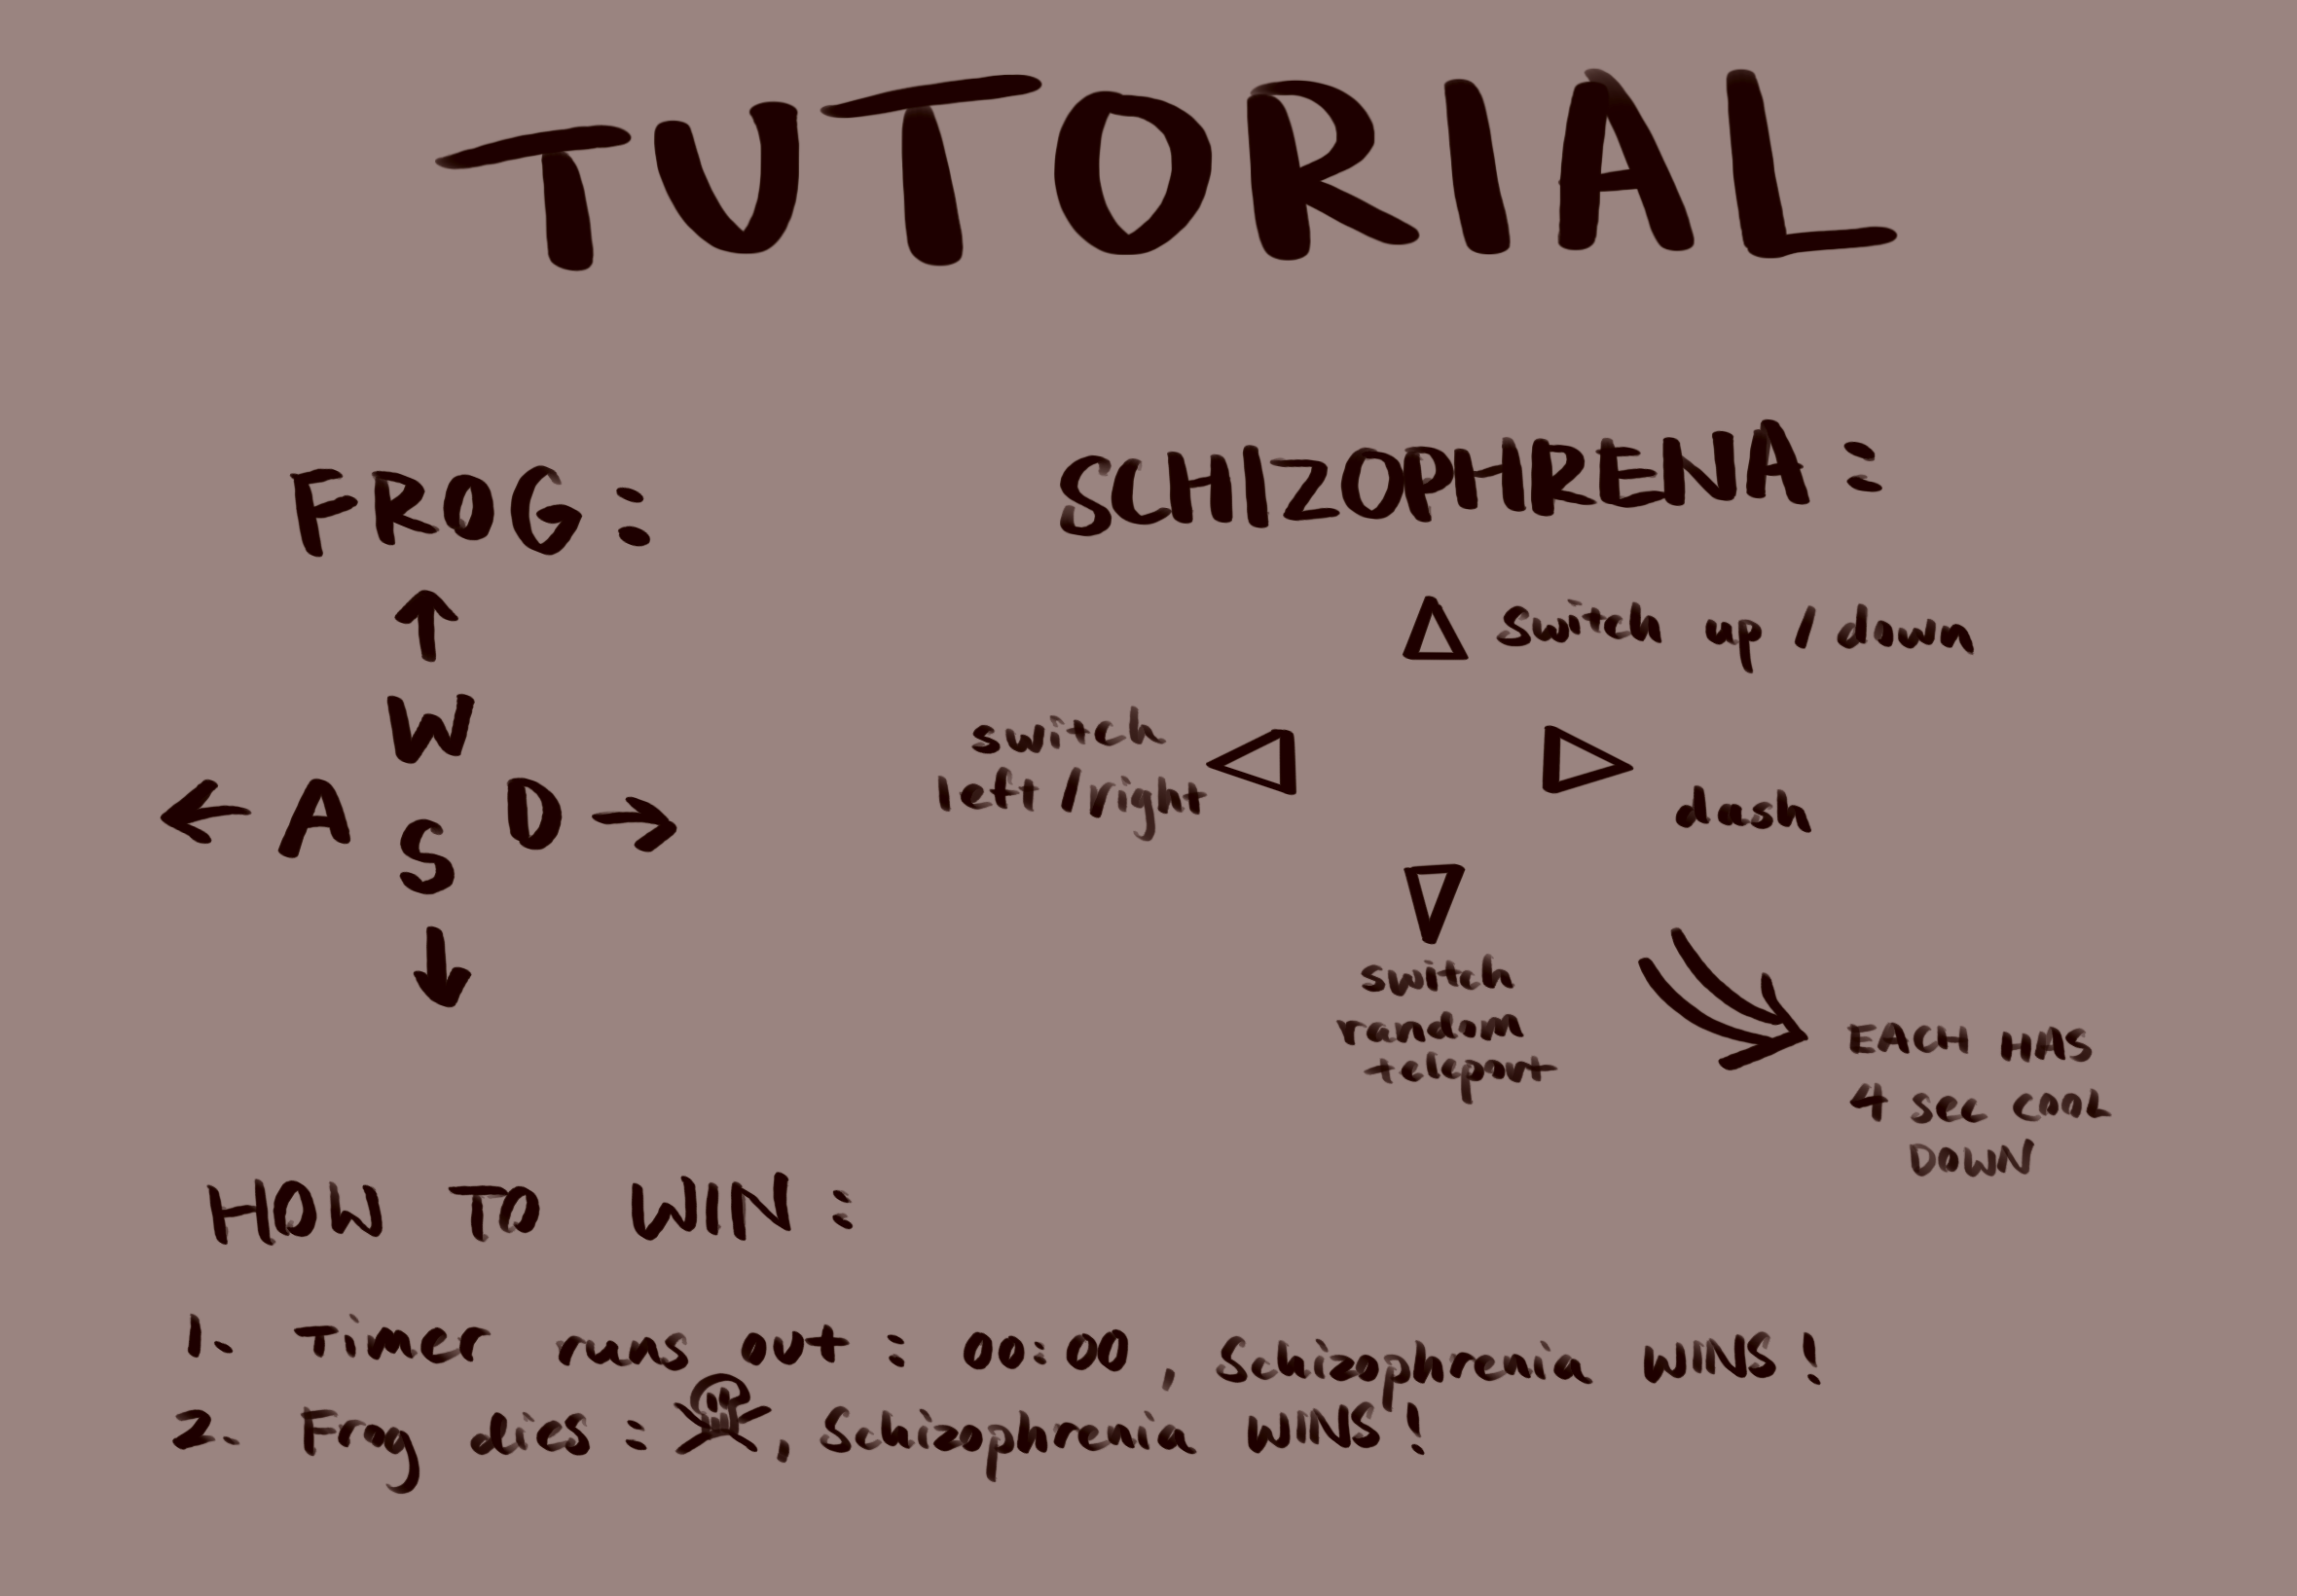 TUTORIAL
FROG:
W
A S D
SCHIZOPHRENA:
switch up / down
switch
left / right
dash
switch
random
teleport
EACH HAS
4 sec COOL
DOWN
HOW TO WIN:
1. Timer runs out: 00:00, Schizophrenia WINS!
2. Frog dies: , Schizophrenia WINS!